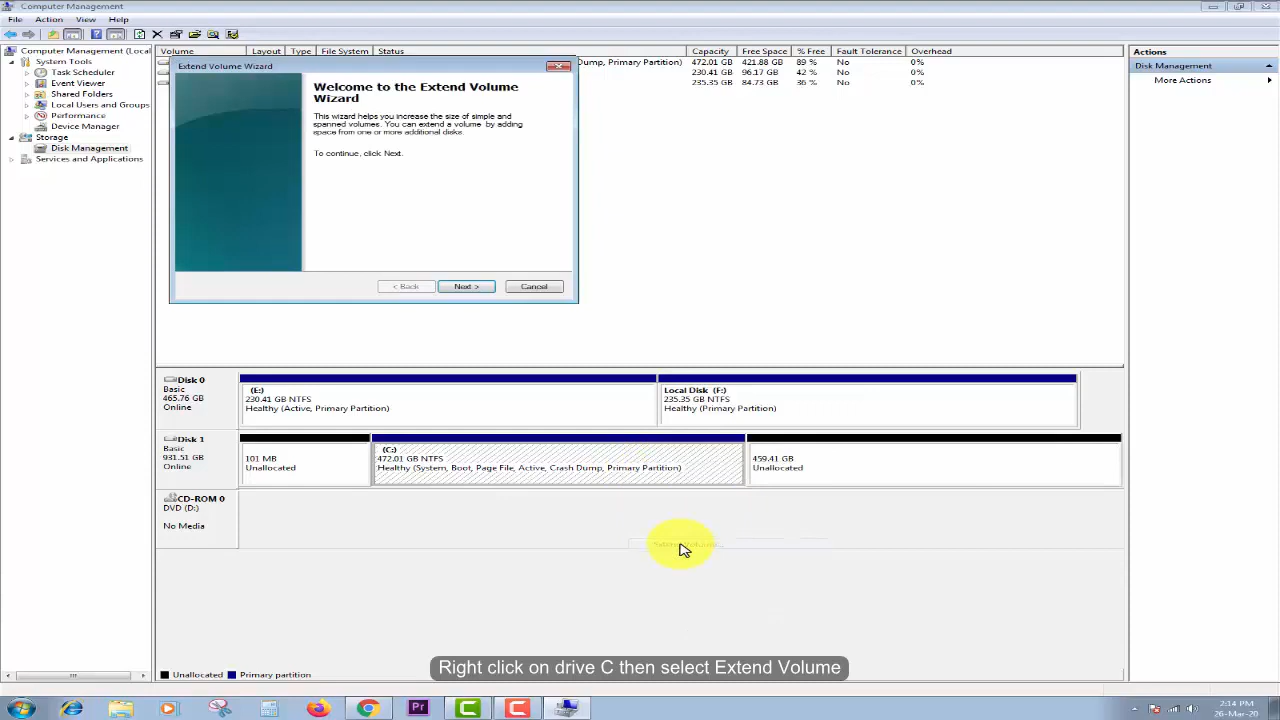 Computer Management
File Action View Help
Computer Management (Local
System Tools
Task Scheduler
Event Viewer
Shared Folders
Local Users and Groups
Performance
Device Manager
Storage
Disk Management
Services and Applications
Volume Layout Type File System Status Capacity Free Space % Free Fault Tolerance Overhead
Dump, Primary Partition) 472.01 GB 421.88 GB 89 % No 0%
230.41 GB 96.17 GB 42 % No 0%
235.35 GB 84.73 GB 36 % No 0%
Extend Volume Wizard
Welcome to the Extend Volume
Wizard
This wizard helps you increase the size of simple and
spanned volumes. You can extend a volume by adding
space from one or more additional disks.
To continue, click Next.
< Back Next > Cancel
Actions
Disk Management
More Actions
Disk 0
Basic
465.76 GB
Online
(E:)
230.41 GB NTFS
Healthy (Active, Primary Partition)
Local Disk (F:)
235.35 GB NTFS
Healthy (Primary Partition)
Disk 1
Basic
931.51 GB
Online
101 MB
Unallocated
(C:)
472.01 GB NTFS
Healthy (System, Boot, Page File, Active, Crash Dump, Primary Partition)
459.41 GB
Unallocated
CD-ROM 0
DVD (D:)
No Media
Unallocated Primary partition
Right click on drive C then select Extend Volume
Pr
2:14 PM
26-Mar-20